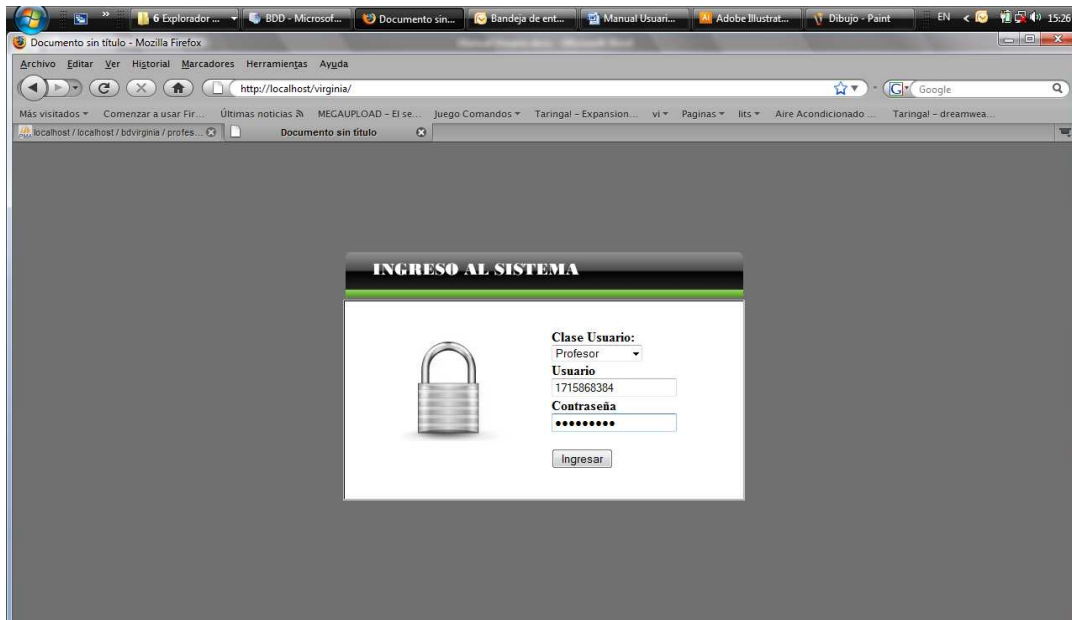 6 Explorador ... BDD - Microsof... Documento sin... Bandeja de ent... Manual Usuari... Adobe Illustrat... Dibujo - Paint EN 15:26
Documento sin título - Mozilla Firefox
Archivo Editar Ver Historial Marcadores Herramientas Ayuda
http://localhost/virginia/ Google
Más visitados Comenzar a usar Fir... Últimas noticias MEGAUPLOAD - El se... Juego Comandos Taringa! - Expansion... vi Paginas lits Aire Acondicionado ... Taringa! - dreamwea...
localhost / localhost / bdvirginia / profes... Documento sin título
INGRESO AL SISTEMA
Clase Usuario:
Profesor
Usuario
1715868384
Contraseña
•••••••••
Ingresar